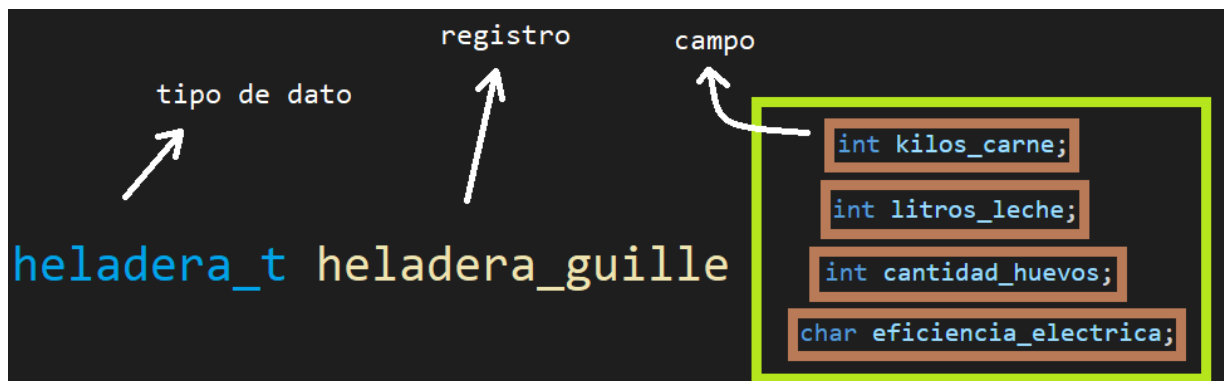 registro
campo
tipo de dato
int kilos_carne;
int litros_leche;
heladera_t heladera_guille
int cantidad_huevos;
char eficiencia_electrica;